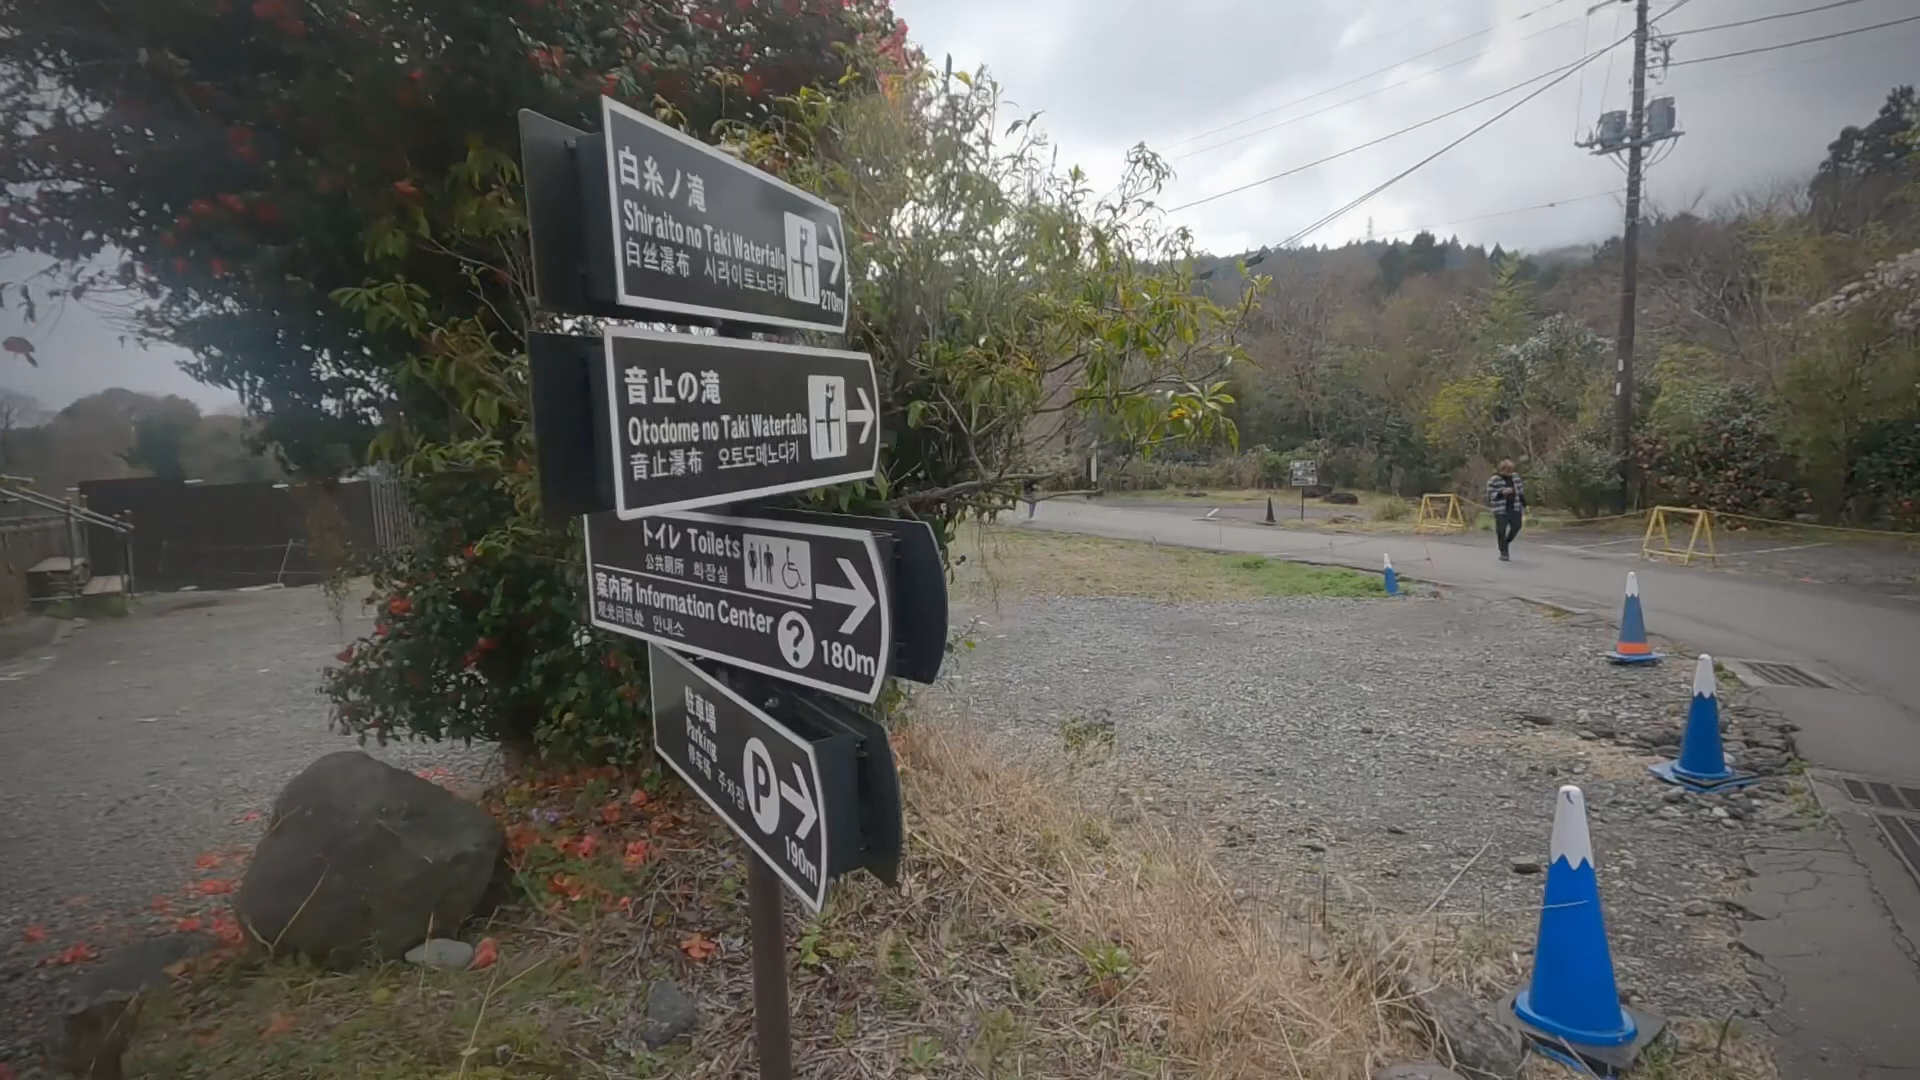 白糸ノ滝
Shiraito no Taki Waterfalls
白丝瀑布 시라이토노타키
270m
音止の滝
Otodome no Taki Waterfalls
音止瀑布 오토도메노다키
トイレ Toilets
公共厕所 화장실
案内所 Information Center
观光问讯处 안내소
?
180m
駐車場
Parking
停车场 주차장
P
190m